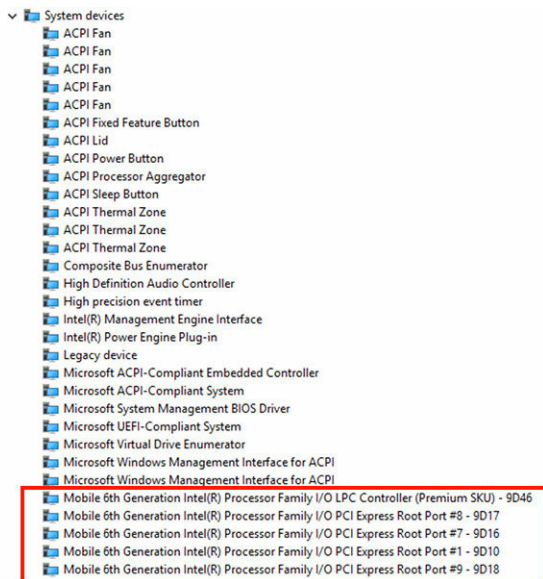 System devices
ACPI Fan
ACPI Fan
ACPI Fan
ACPI Fan
ACPI Fan
ACPI Fixed Feature Button
ACPI Lid
ACPI Power Button
ACPI Processor Aggregator
ACPI Sleep Button
ACPI Thermal Zone
ACPI Thermal Zone
ACPI Thermal Zone
Composite Bus Enumerator
High Definition Audio Controller
High precision event timer
Intel(R) Management Engine Interface
Intel(R) Power Engine Plug-in
Legacy device
Microsoft ACPI-Compliant Embedded Controller
Microsoft ACPI-Compliant System
Microsoft System Management BIOS Driver
Microsoft UEFI-Compliant System
Microsoft Virtual Drive Enumerator
Microsoft Windows Management Interface for ACPI
Microsoft Windows Management Interface for ACPI
Mobile 6th Generation Intel(R) Processor Family I/O LPC Controller (Premium SKU) - 9D46
Mobile 6th Generation Intel(R) Processor Family I/O PCI Express Root Port #8 - 9D17
Mobile 6th Generation Intel(R) Processor Family I/O PCI Express Root Port #7 - 9D16
Mobile 6th Generation Intel(R) Processor Family I/O PCI Express Root Port #1 - 9D10
Mobile 6th Generation Intel(R) Processor Family I/O PCI Express Root Port #9 - 9D18